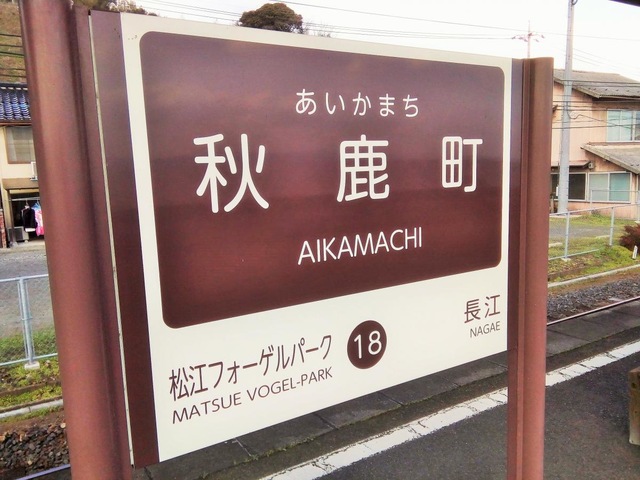 あいかまち
秋鹿町
AIKAMACHI
松江フォーゲルパーク
MATSUE VOGEL-PARK
18
長江
NAGAE